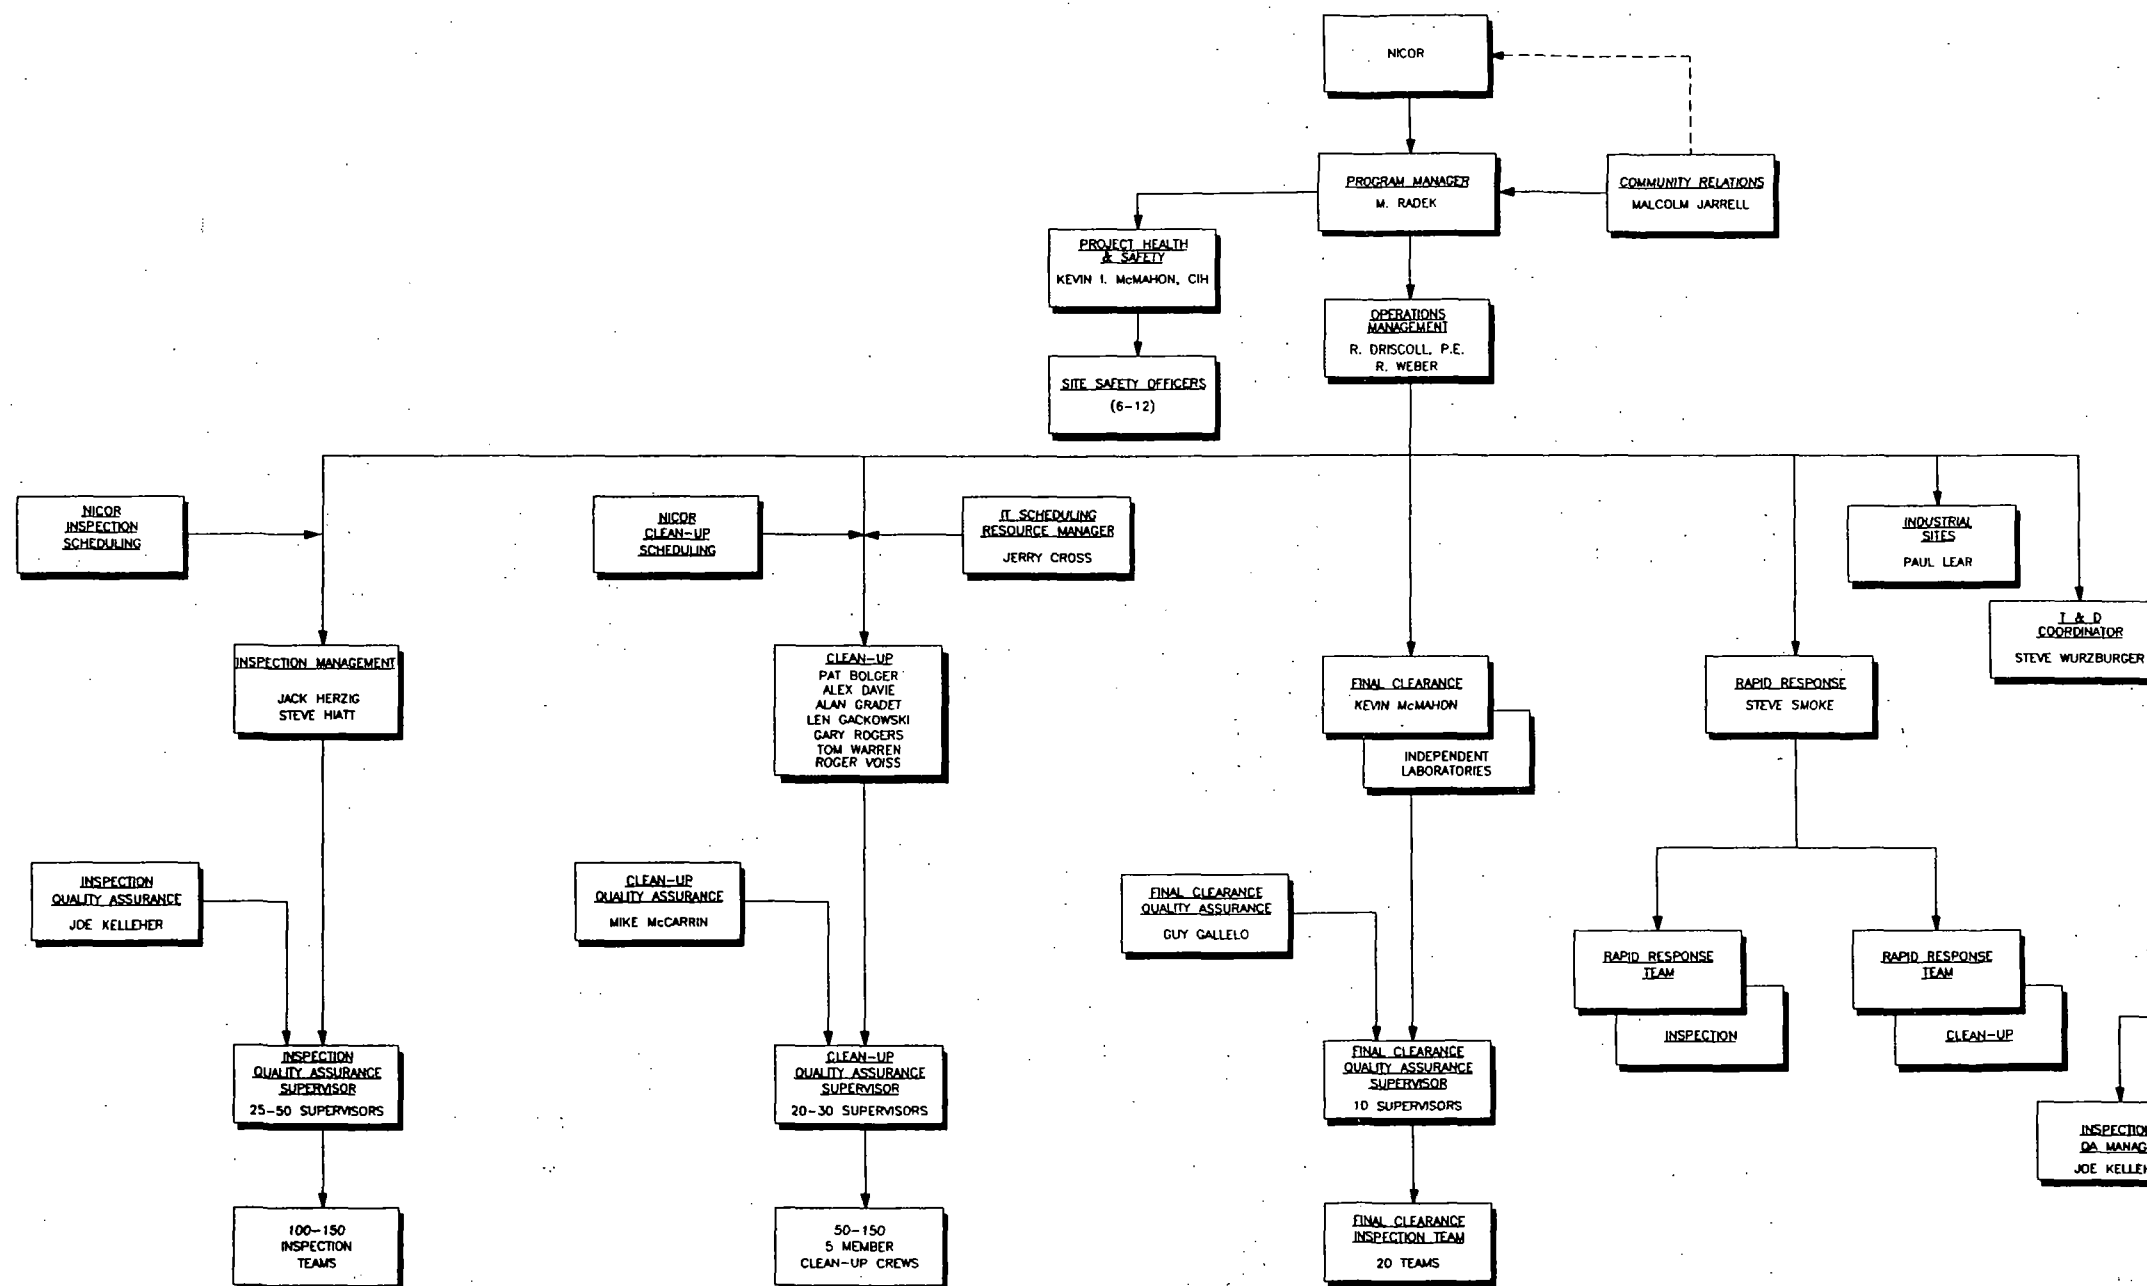 NICOR
PROGRAM MANAGER
M. RADEK
COMMUNITY RELATIONS
MALCOLM JARRELL
PROJECT HEALTH
& SAFETY
KEVIN I. McMAHON, CIH
OPERATIONS
MANAGEMENT
R. DRISCOLL, P.E.
R. WEBER
SITE SAFETY OFFICERS
(6-12)
NICOR
INSPECTION
SCHEDULING
NICOR
CLEAN-UP
SCHEDULING
IT SCHEDULING
RESOURCE MANAGER
JERRY CROSS
INDUSTRIAL
SITES
PAUL LEAR
T & D
COORDINATOR
STEVE WURZBURGER
INSPECTION MANAGEMENT
JACK HERZIG
STEVE HIATT
CLEAN-UP
PAT BOLGER
ALEX DAVIE
ALAN GRADET
LEN GACKOWSKI
GARY ROGERS
TOM WARREN
ROGER VOISS
FINAL CLEARANCE
KEVIN McMAHON
INDEPENDENT
LABORATORIES
RAPID RESPONSE
STEVE SMOKE
INSPECTION
QUALITY ASSURANCE
JOE KELLEHER
CLEAN-UP
QUALITY ASSURANCE
MIKE McCARRIN
FINAL CLEARANCE
QUALITY ASSURANCE
GUY GALLELO
RAPID RESPONSE
TEAM
INSPECTION
RAPID RESPONSE
TEAM
CLEAN-UP
INSPECTION
QUALITY ASSURANCE
SUPERVISOR
25-50 SUPERVISORS
CLEAN-UP
QUALITY ASSURANCE
SUPERVISOR
20-30 SUPERVISORS
FINAL CLEARANCE
QUALITY ASSURANCE
SUPERVISOR
10 SUPERVISORS
INSPECTIO
QA MANAG
JOE KELLE
100-150
INSPECTION
TEAMS
50-150
5 MEMBER
CLEAN-UP CREWS
FINAL CLEARANCE
INSPECTION TEAM
20 TEAMS